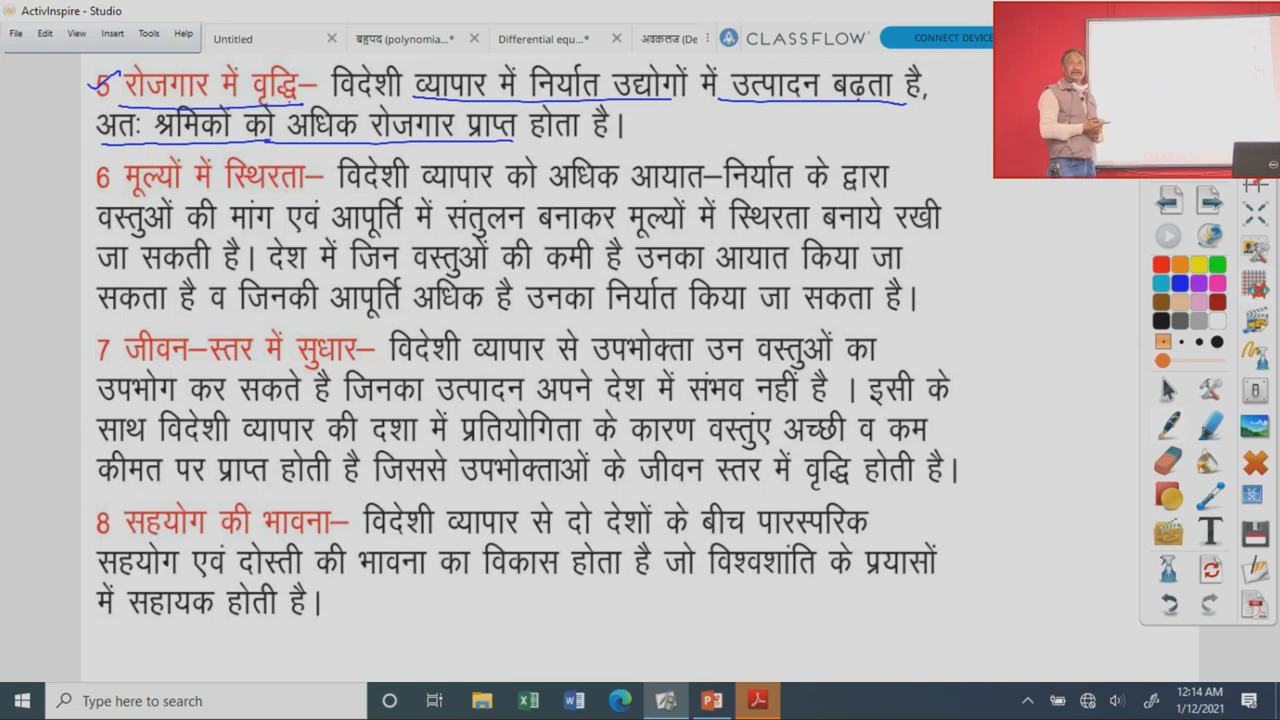 ActivInspire - Studio
File Edit View Insert Tools Help
Untitled
बहुपद (polynomia...*
Differential equ...*
अवकतज (De
CLASSFLOW
CONNECT DEVICE
5 रोजगार में वृद्धि– विदेशी व्यापार में निर्यात उद्योगों में उत्पादन बढ़ता है,
अतः श्रमिकों को अधिक रोजगार प्राप्त होता है।
6 मूल्यों में स्थिरता– विदेशी व्यापार को अधिक आयात–निर्यात के द्वारा
वस्तुओं की मांग एवं आपूर्ति में संतुलन बनाकर मूल्यों में स्थिरता बनाये रखी
जा सकती है। देश में जिन वस्तुओं की कमी है उनका आयात किया जा
सकता है व जिनकी आपूर्ति अधिक है उनका निर्यात किया जा सकता है।
7 जीवन–स्तर में सुधार– विदेशी व्यापार से उपभोक्ता उन वस्तुओं का
उपभोग कर सकते है जिनका उत्पादन अपने देश में संभव नहीं है । इसी के
साथ विदेशी व्यापार की दशा में प्रतियोगिता के कारण वस्तुंए अच्छी व कम
कीमत पर प्राप्त होती है जिससे उपभोक्ताओं के जीवन स्तर में वृद्धि होती है।
8 सहयोग की भावना– विदेशी व्यापार से दो देशों के बीच पारस्परिक
सहयोग एवं दोस्ती की भावना का विकास होता है जो विश्वशांति के प्रयासों
में सहायक होती है।
Type here to search
12:14 AM
1/12/2021